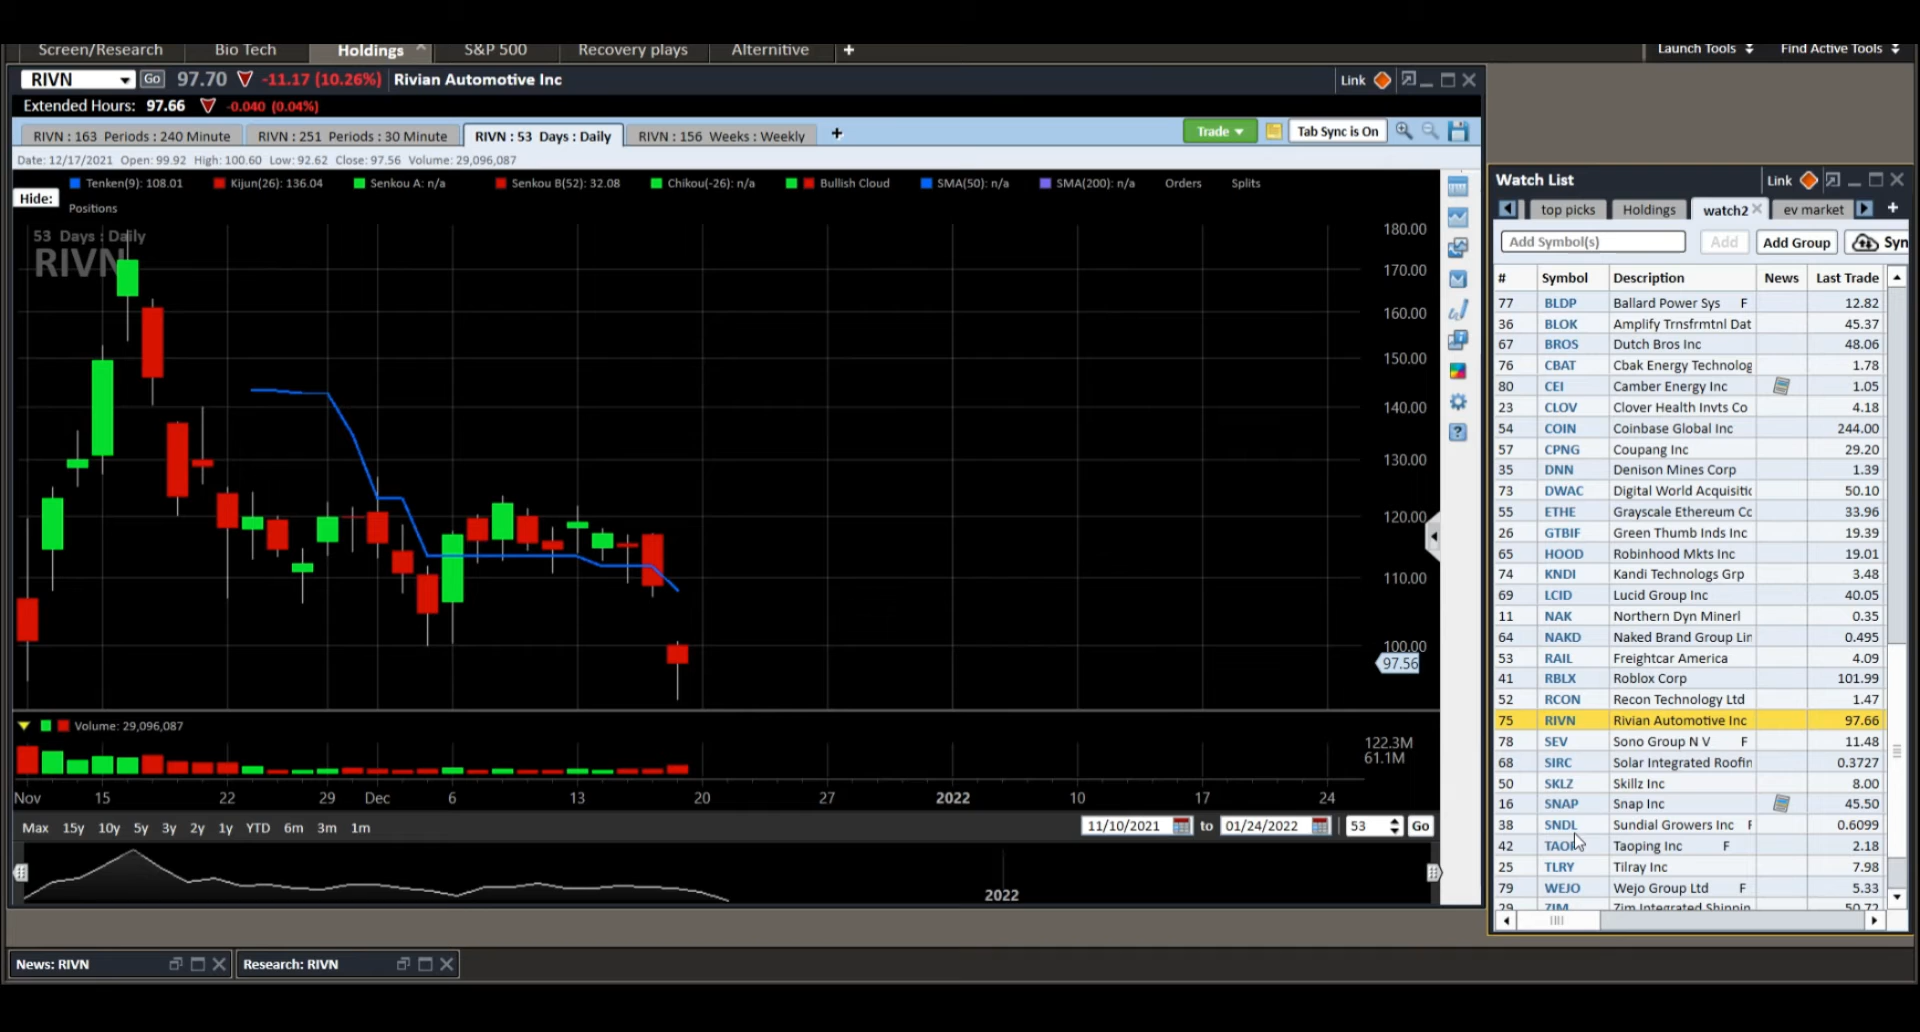 Screen/Research Bio Tech Holdings S&P 500 Recovery plays Alternitive + Launch Tools Find Active Tools
RIVN Go 97.70 -11.17 (10.26%) Rivian Automotive Inc Link
Extended Hours: 97.66 -0.040 (0.04%)
RIVN : 163 Periods : 240 Minute RIVN : 251 Periods : 30 Minute RIVN : 53 Days : Daily RIVN : 156 Weeks : Weekly + Trade Tab Sync is On
Date: 12/17/2021 Open: 99.92 High: 100.60 Low: 92.62 Close: 97.56 Volume: 29,096,087
Hide: Tenken(9): 108.01 Kijun(26): 136.04 Senkou A: n/a Senkou B(52): 32.08 Chikou(-26): n/a Bullish Cloud SMA(50): n/a SMA(200): n/a Orders Splits
Positions
53 Days : Daily
RIVN
180.00
170.00
160.00
150.00
140.00
130.00
120.00
110.00
100.00
97.56
Volume: 29,096,087
122.3M
61.1M
Nov 15 22 29 Dec 6 13 20 27 2022 10 17 24
Max 15y 10y 5y 3y 2y 1y YTD 6m 3m 1m 11/10/2021 to 01/24/2022 53 Go
2022
News: RIVN Research: RIVN
Watch List Link
top picks Holdings watch2 ev market +
Add Symbol(s) Add Add Group Syn
# Symbol Description News Last Trade
77 BLDP Ballard Power Sys F 12.82
36 BLOK Amplify Trnsfrmtnl Dat 45.37
67 BROS Dutch Bros Inc 48.06
76 CBAT Cbak Energy Technolog 1.78
80 CEI Camber Energy Inc 1.05
23 CLOV Clover Health Invts Co 4.18
54 COIN Coinbase Global Inc 244.00
57 CPNG Coupang Inc 29.20
35 DNN Denison Mines Corp 1.39
73 DWAC Digital World Acquisitic 50.10
55 ETHE Grayscale Ethereum Cc 33.96
26 GTBIF Green Thumb Inds Inc 19.39
65 HOOD Robinhood Mkts Inc 19.01
74 KNDI Kandi Technologs Grp 3.48
69 LCID Lucid Group Inc 40.05
11 NAK Northern Dyn Minerl 0.35
64 NAKD Naked Brand Group Lin 0.495
53 RAIL Freightcar America 4.09
41 RBLX Roblox Corp 101.99
52 RCON Recon Technology Ltd 1.47
75 RIVN Rivian Automotive Inc 97.66
78 SEV Sono Group N V F 11.48
68 SIRC Solar Integrated Roofin 0.3727
50 SKLZ Skillz Inc 8.00
16 SNAP Snap Inc 45.50
38 SNDL Sundial Growers Inc F 0.6099
42 TAOP Taoping Inc F 2.18
25 TLRY Tilray Inc 7.98
79 WEJO Wejo Group Ltd F 5.33
29 ZIM Zim Integrated Shippin 50.72